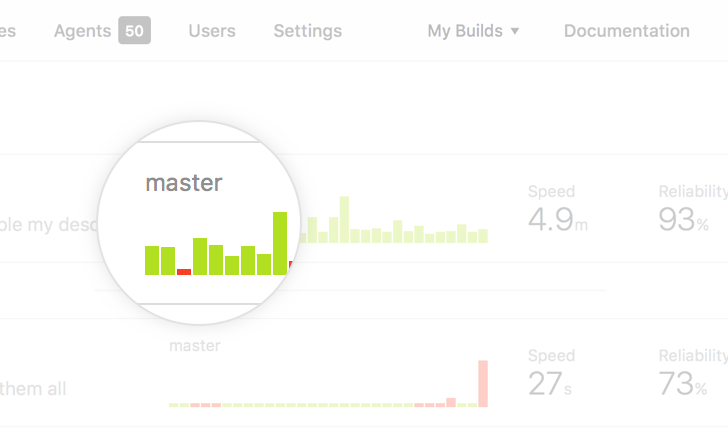 es Agents 50 Users Settings My Builds ▼ Documentation
master
Speed Reliability
ble my desc 4.9m 93%
master Speed Reliability
them all 27s 73%